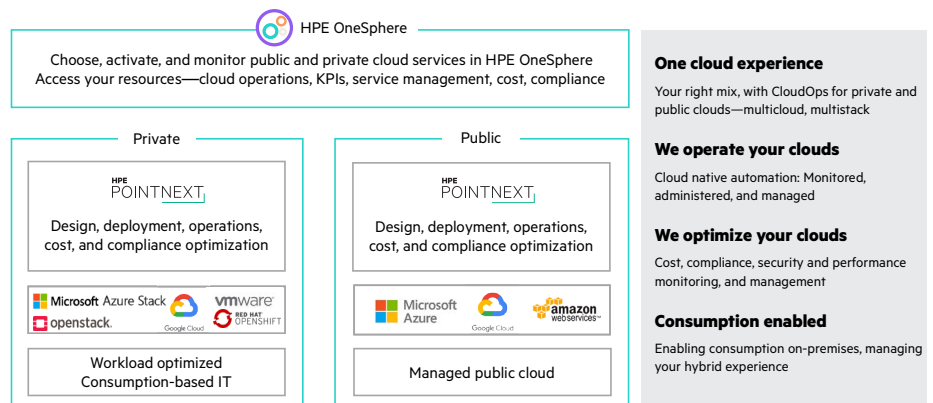 HPE OneSphere
Choose, activate, and monitor public and private cloud services in HPE OneSphere
Access your resources—cloud operations, KPIs, service management, cost, compliance
Private
HPE
POINTNEXT
Design, deployment, operations,
cost, and compliance optimization
Microsoft Azure Stack
Google Cloud
vmware®
openstack.
RED HAT®
OPENSHIFT
Workload optimized
Consumption-based IT
Public
HPE
POINTNEXT
Design, deployment, operations,
cost, and compliance optimization
Microsoft
Azure
Google Cloud
amazon
webservices™
Managed public cloud
One cloud experience
Your right mix, with CloudOps for private and
public clouds—multicloud, multistack
We operate your clouds
Cloud native automation: Monitored,
administered, and managed
We optimize your clouds
Cost, compliance, security and performance
monitoring, and management
Consumption enabled
Enabling consumption on-premises, managing
your hybrid experience